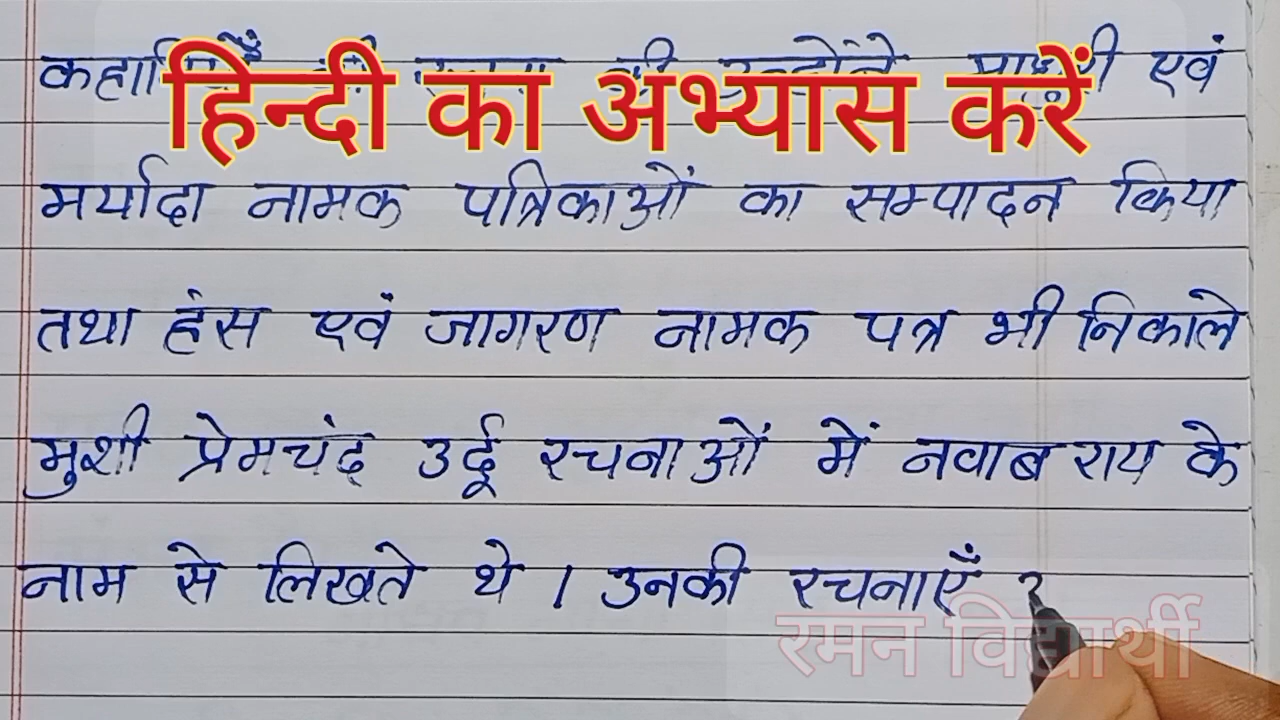 हिन्दी का अभ्यास करें
एवं
मर्यादा नामक पत्रिकाओं का सम्पादन किया
तथा हंस एवं जागरण नामक पत्र भी निकाले
मुशी प्रेमचंद उर्दू रचनाओं में नवाब राय के
नाम से लिखते थे । उनकी रचनाएँ
रमन विद्यार्थी